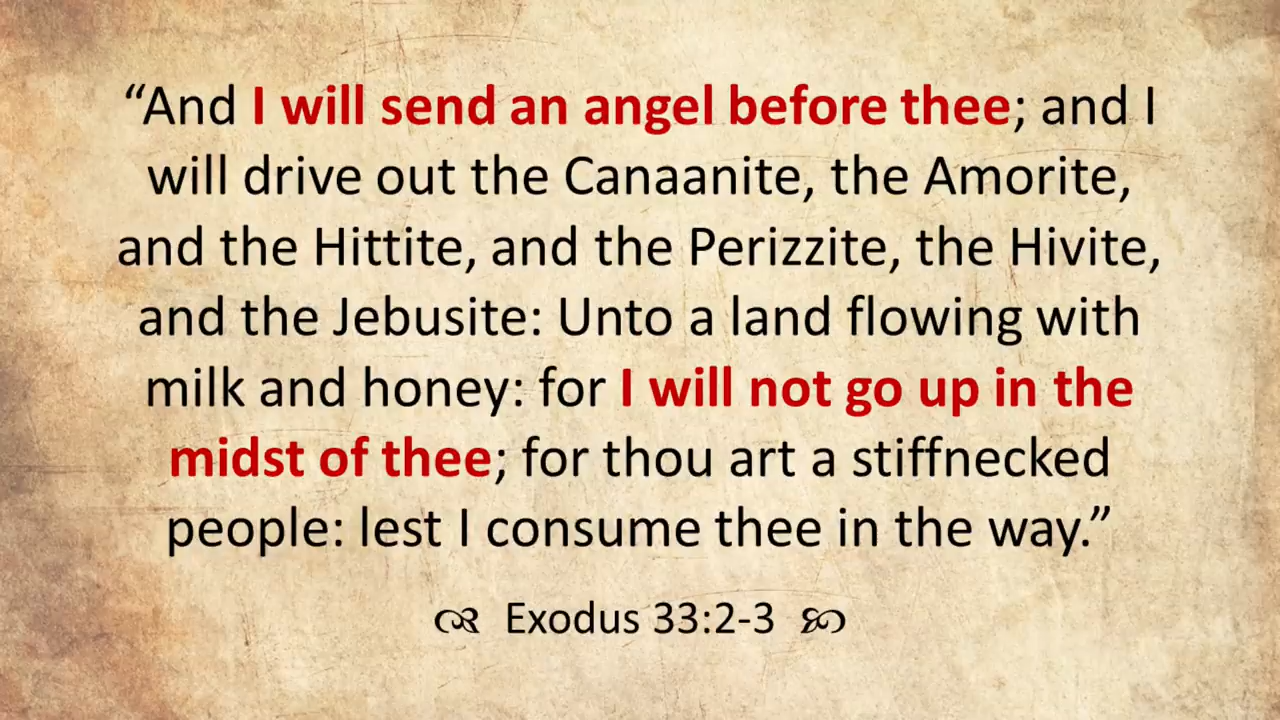 “And I will send an angel before thee; and I
will drive out the Canaanite, the Amorite,
and the Hittite, and the Perizzite, the Hivite,
and the Jebusite: Unto a land flowing with
milk and honey: for I will not go up in the
midst of thee; for thou art a stiffnecked
people: lest I consume thee in the way.”
Exodus 33:2-3